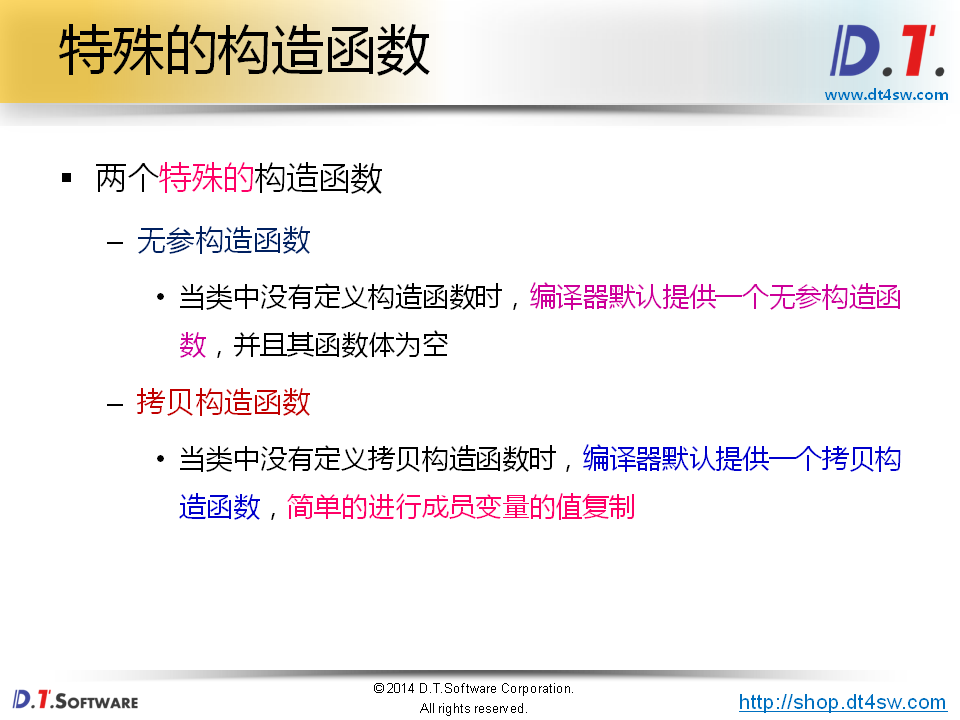 特殊的构造函数
D.T.
www.dt4sw.com
▪ 两个特殊的构造函数
– 无参构造函数
• 当类中没有定义构造函数时，编译器默认提供一个无参构造函
数，并且其函数体为空
– 拷贝构造函数
• 当类中没有定义拷贝构造函数时，编译器默认提供一个拷贝构
造函数，简单的进行成员变量的值复制
D.T.SOFTWARE
©2014 D.T.Software Corporation.
All rights reserved.
http://shop.dt4sw.com